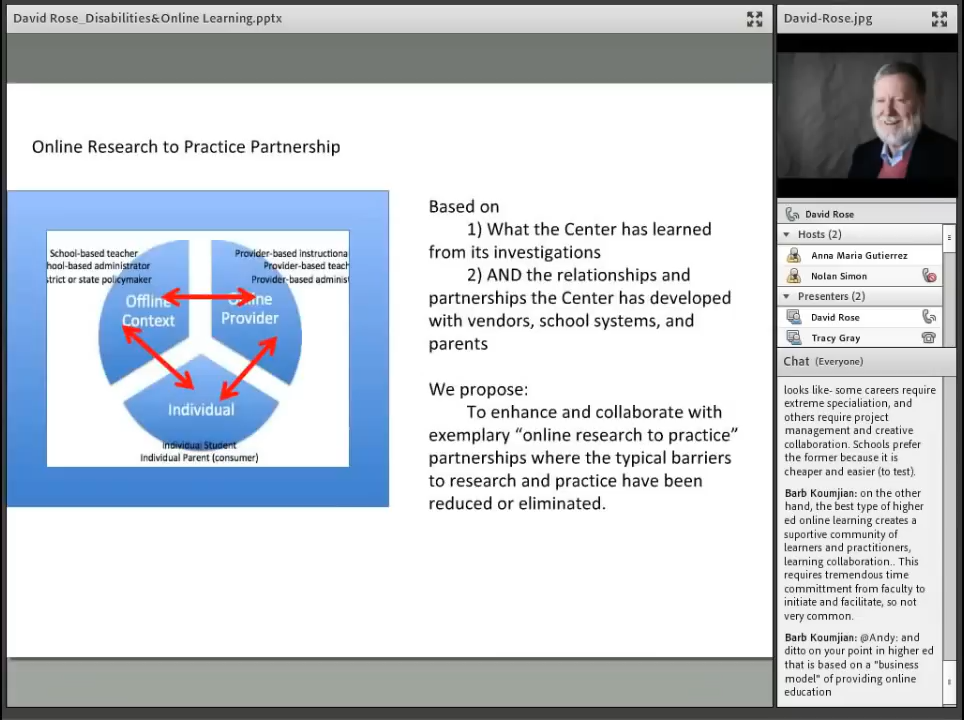 David Rose_Disabilities&Online Learning.pptx
Online Research to Practice Partnership
School-based teacher
hool-based administrator
strict or state policymaker
Offline
Context
Provider-based instructiona
Provider-based teach
Provider-based adminis
Online
Provider
Individual
Individual Student
Individual Parent (consumer)
Based on
1) What the Center has learned
from its investigations
2) AND the relationships and
partnerships the Center has developed
with vendors, school systems, and
parents
We propose:
To enhance and collaborate with
exemplary “online research to practice”
partnerships where the typical barriers
to research and practice have been
reduced or eliminated.
David-Rose.jpg
David Rose
Hosts (2)
Anna Maria Gutierrez
Nolan Simon
Presenters (2)
David Rose
Tracy Gray
Chat (Everyone)
looks like- some careers require
extreme specialiation, and
others require project
management and creative
collaboration. Schools prefer
the former because it is
cheaper and easier (to test).
Barb Koumjian: on the other
hand, the best type of higher
ed online learning creates a
suportive community of
learners and practitioners,
learning collaboration.. This
requires tremendous time
committment from faculty to
initiate and facilitate, so not
very common.
Barb Koumjian: @Andy: and
ditto on your point in higher ed
that is based on a "business
model" of providing online
education